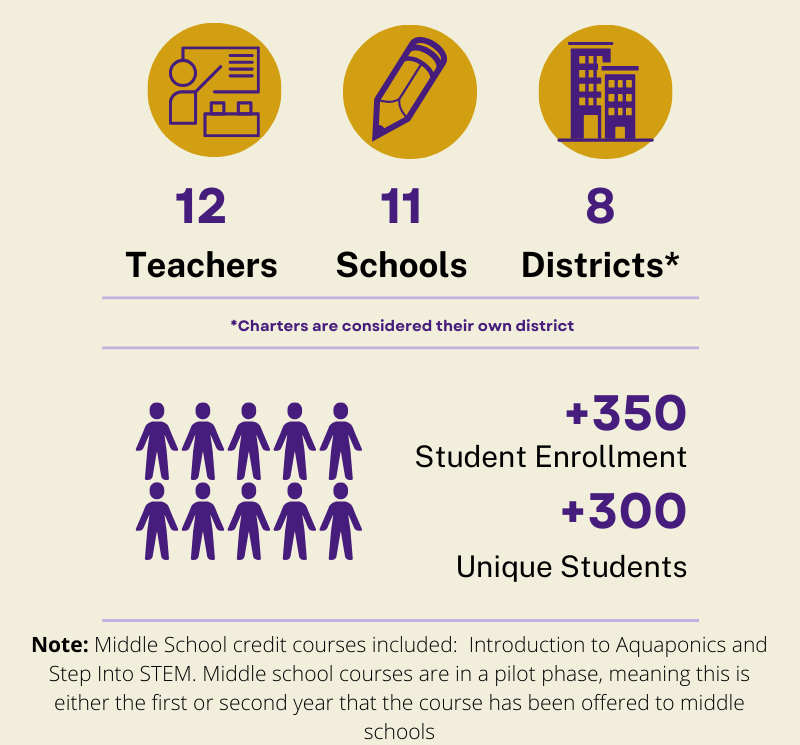 12
11
8
Teachers
Schools
Districts*
*Charters are considered their own district
+350
Student Enrollment
+300
Unique Students
Note: Middle School credit courses included:  Introduction to Aquaponics and
Step Into STEM. Middle school courses are in a pilot phase, meaning this is
either the first or second year that the course has been offered to middle
schools